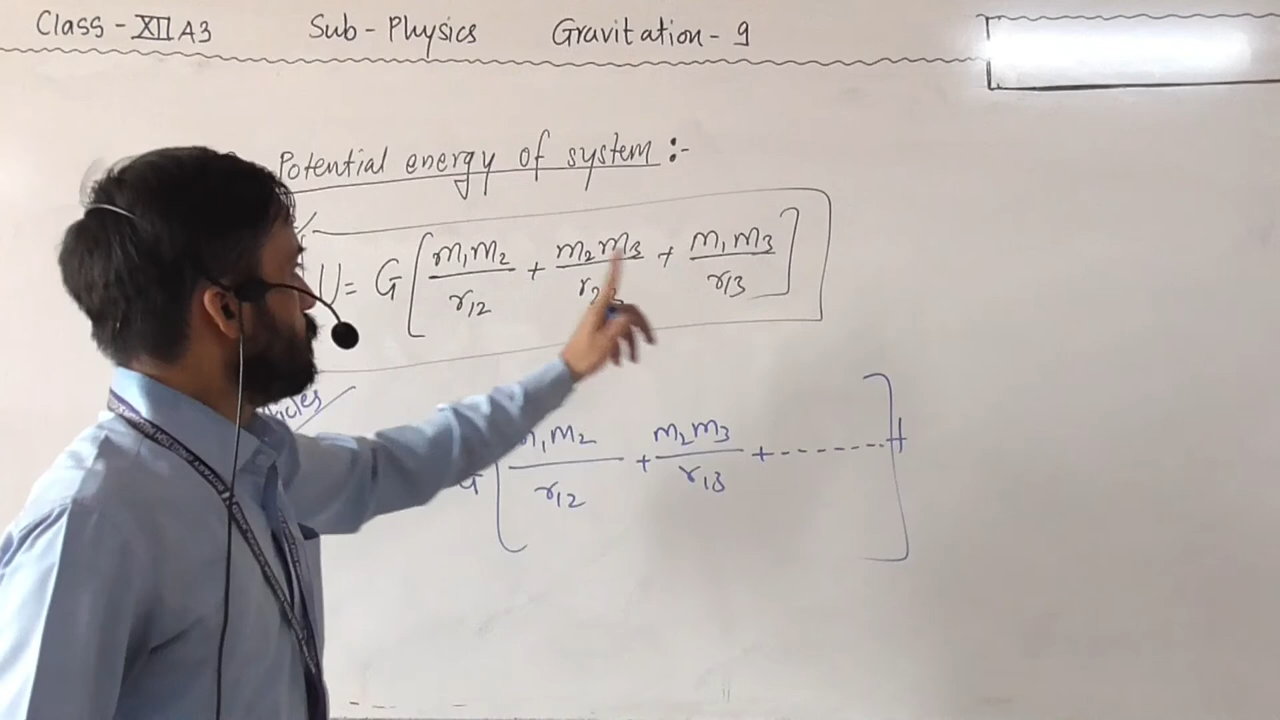 Class - XII A3 Sub - Physics Gravitation - 9
Potential energy of system :-
U = G [ m₁m₂/r₁₂ + m₂m₃/r₂₃ + m₁m₃/r₁₃ ]
G [ m₁m₂/r₁₂ + m₂m₃/r₁₃ + ------- + ]